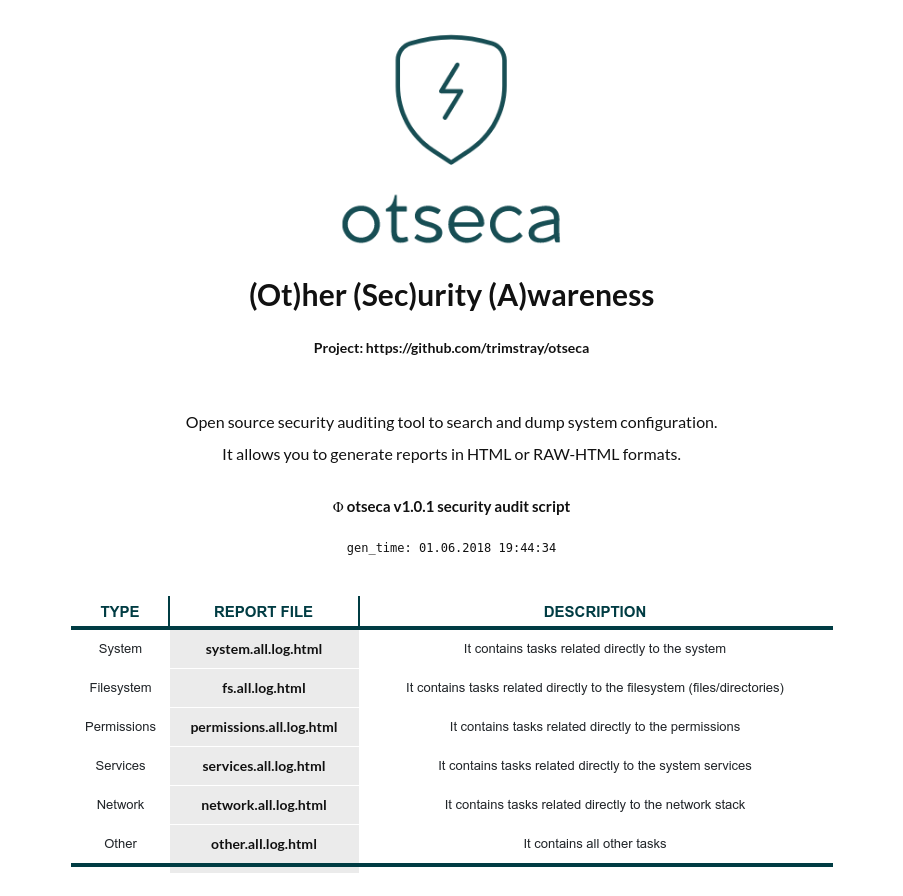 otseca
(Ot)her (Sec)urity (A)wareness
Project: https://github.com/trimstray/otseca
Open source security auditing tool to search and dump system configuration.
It allows you to generate reports in HTML or RAW-HTML formats.
Φ otseca v1.0.1 security audit script
gen_time: 01.06.2018 19:44:34
TYPE REPORT FILE DESCRIPTION
System system.all.log.html It contains tasks related directly to the system
Filesystem fs.all.log.html It contains tasks related directly to the filesystem (files/directories)
Permissions permissions.all.log.html It contains tasks related directly to the permissions
Services services.all.log.html It contains tasks related directly to the system services
Network network.all.log.html It contains tasks related directly to the network stack
Other other.all.log.html It contains all other tasks